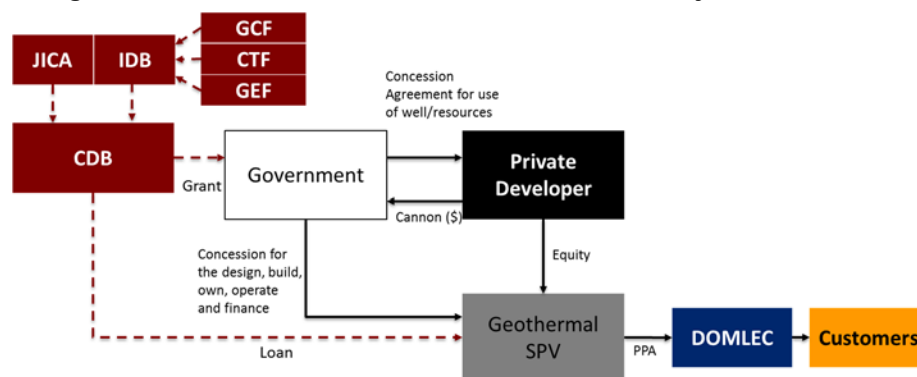 GCF
JICA
IDB
CTF
GEF
Concession
Agreement for use
of well/resources
CDB
Grant
Government
Private
Developer
Cannon ($)
Concession for
the design, build,
own, operate
and finance
Equity
Geothermal
SPV
Loan
PPA
DOMLEC
Customers